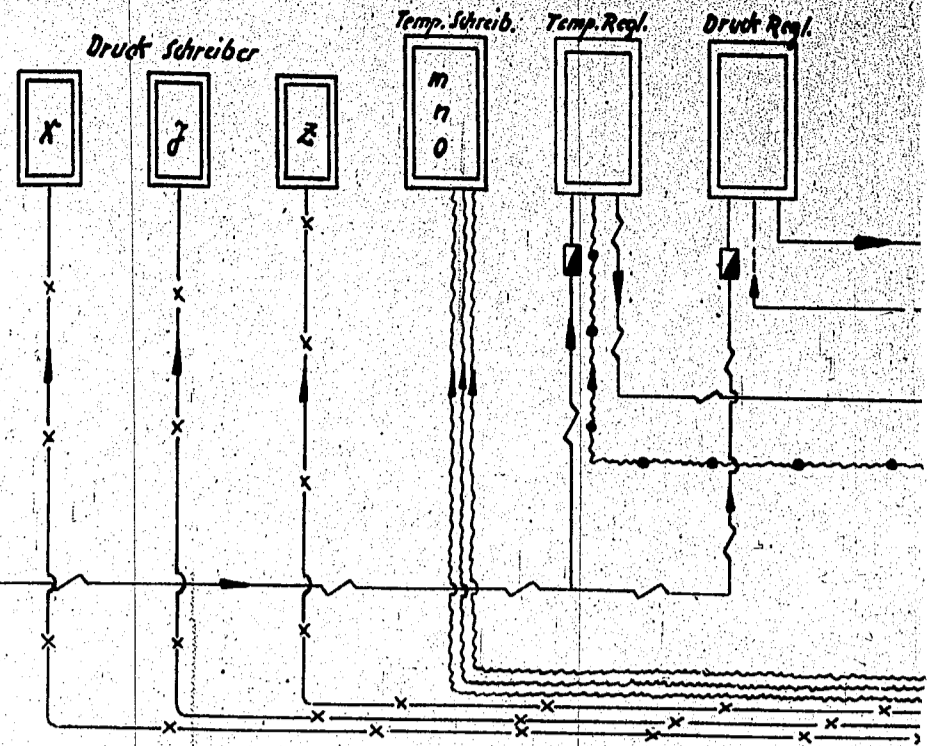 Temp. Schreib.
Temp. Regl.
Druck Regl.
Druck Schreiber
X
Y
Z
m
n
o